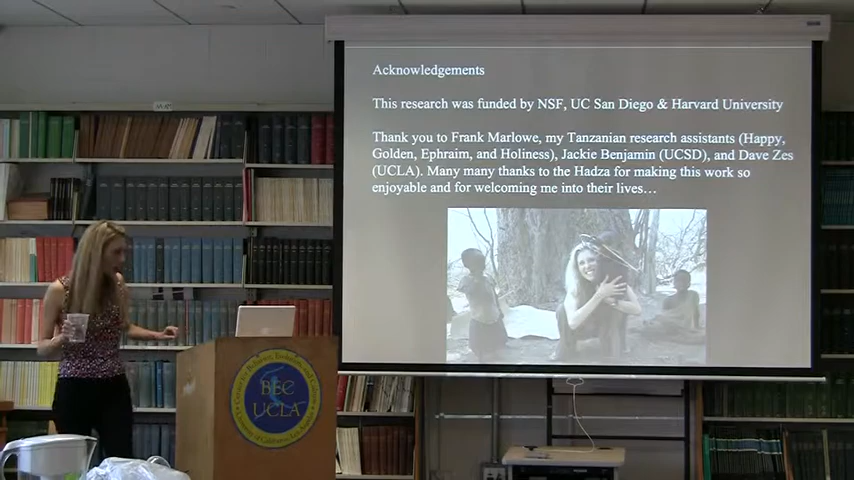 Acknowledgements
This research was funded by NSF, UC San Diego & Harvard University
Thank you to Frank Marlowe, my Tanzanian research assistants (Happy,
Golden, Ephraim, and Holiness), Jackie Benjamin (UCSD), and Dave Zes
(UCLA). Many many thanks to the Hadza for making this work so
enjoyable and for welcoming me into their lives…
BEC
UCLA